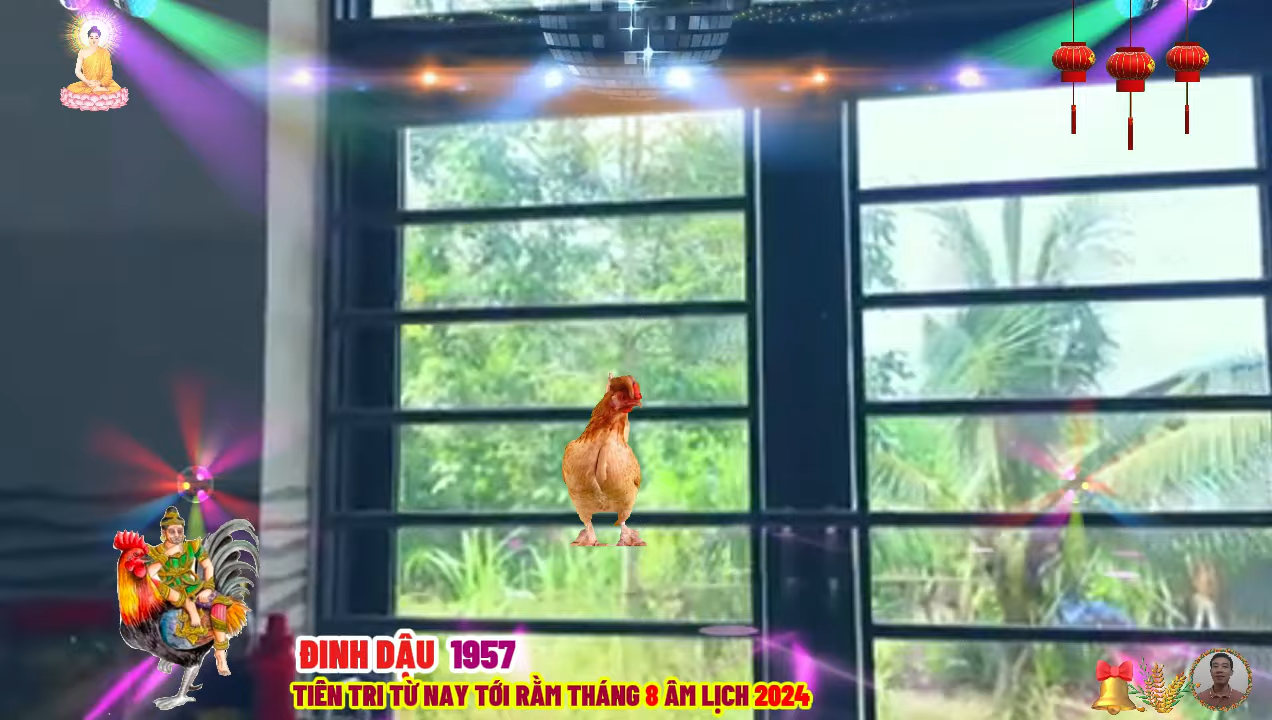 ĐINH DẬU 1957
TIÊN TRI TỪ NAY TỚI RẰM THÁNG 8 ÂM LỊCH 2024